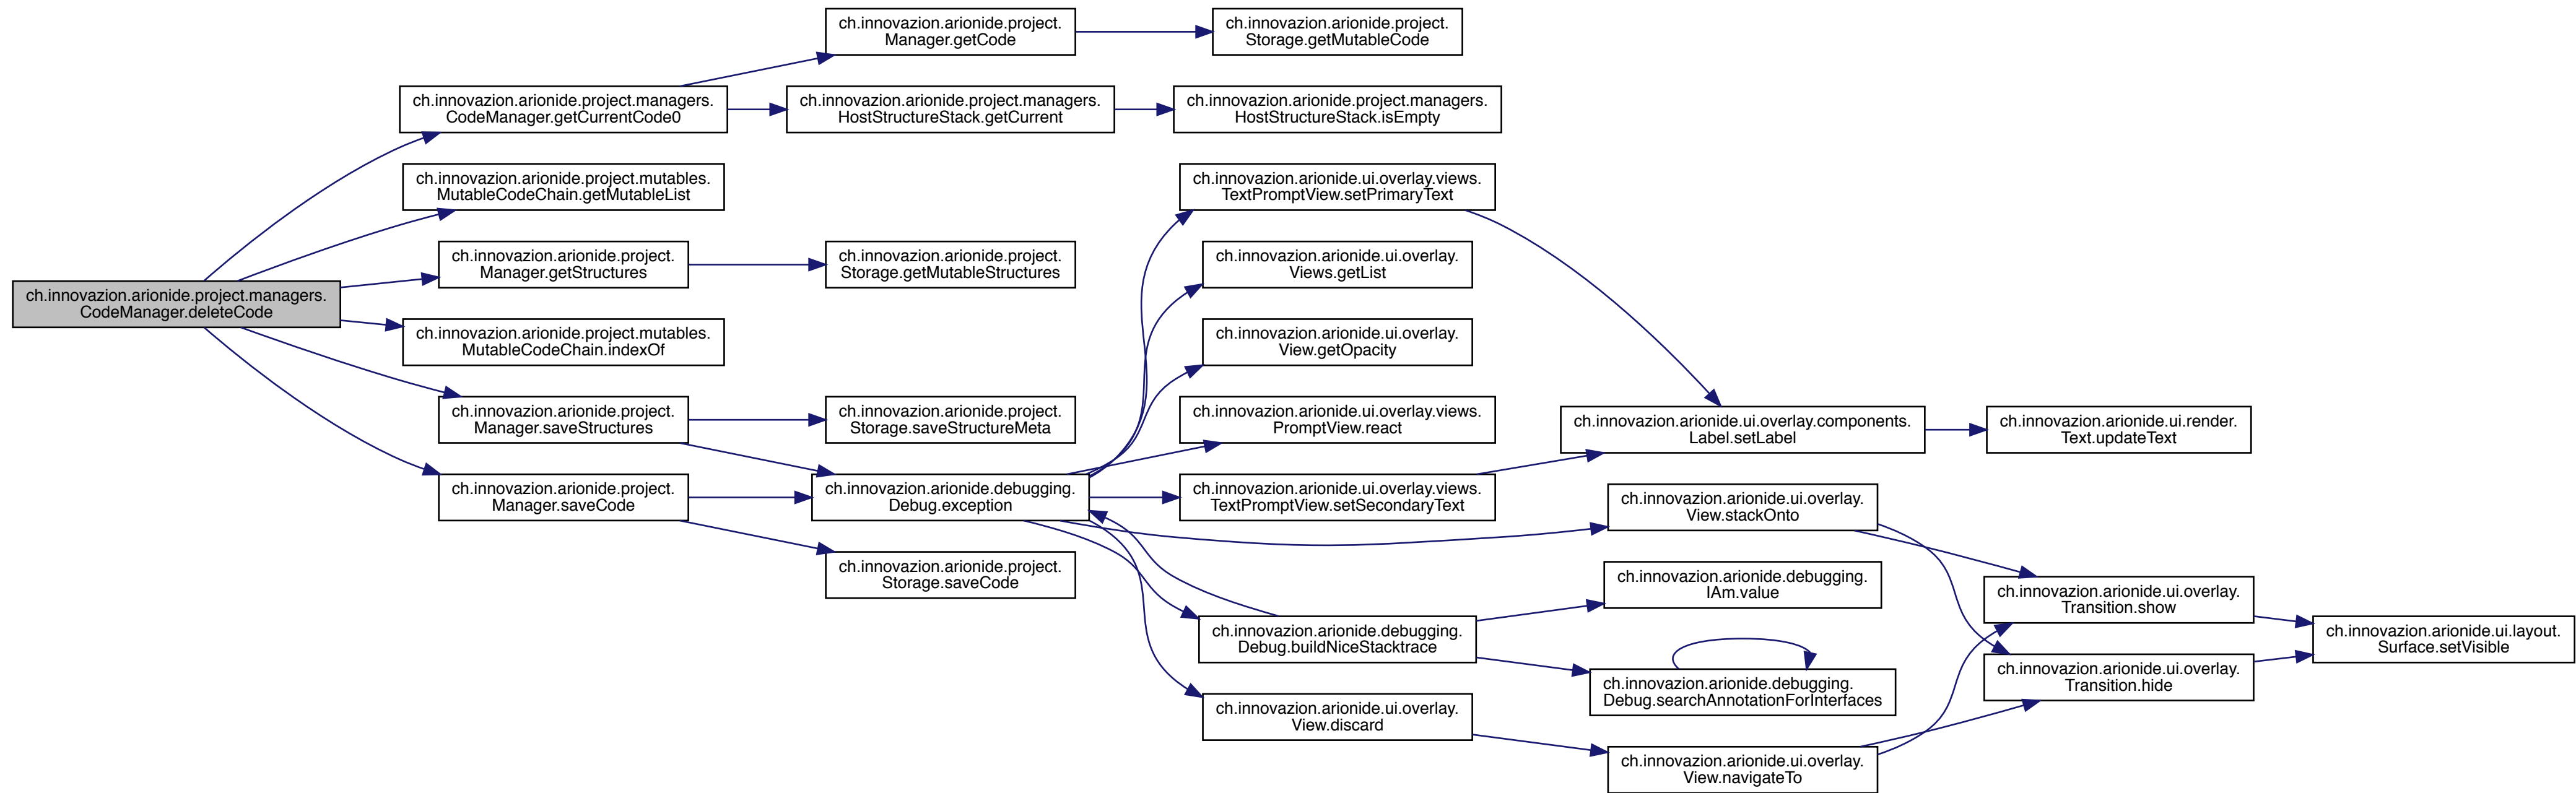 ch.innovazion.arionide.project.
Manager.getCode
ch.innovazion.arionide.project.
Storage.getMutableCode
ch.innovazion.arionide.project.managers.
CodeManager.getCurrentCode0
ch.innovazion.arionide.project.managers.
HostStructureStack.getCurrent
ch.innovazion.arionide.project.managers.
HostStructureStack.isEmpty
ch.innovazion.arionide.project.mutables.
MutableCodeChain.getMutableList
ch.innovazion.arionide.ui.overlay.views.
TextPromptView.setPrimaryText
ch.innovazion.arionide.project.
Manager.getStructures
ch.innovazion.arionide.project.
Storage.getMutableStructures
ch.innovazion.arionide.ui.overlay.
Views.getList
ch.innovazion.arionide.project.managers.
CodeManager.deleteCode
ch.innovazion.arionide.project.mutables.
MutableCodeChain.indexOf
ch.innovazion.arionide.ui.overlay.
View.getOpacity
ch.innovazion.arionide.project.
Manager.saveStructures
ch.innovazion.arionide.project.
Storage.saveStructureMeta
ch.innovazion.arionide.ui.overlay.views.
PromptView.react
ch.innovazion.arionide.ui.overlay.components.
Label.setLabel
ch.innovazion.arionide.ui.render.
Text.updateText
ch.innovazion.arionide.project.
Manager.saveCode
ch.innovazion.arionide.debugging.
Debug.exception
ch.innovazion.arionide.ui.overlay.views.
TextPromptView.setSecondaryText
ch.innovazion.arionide.ui.overlay.
View.stackOnto
ch.innovazion.arionide.project.
Storage.saveCode
ch.innovazion.arionide.debugging.
IAm.value
ch.innovazion.arionide.ui.overlay.
Transition.show
ch.innovazion.arionide.debugging.
Debug.buildNiceStacktrace
ch.innovazion.arionide.ui.layout.
Surface.setVisible
ch.innovazion.arionide.debugging.
Debug.searchAnnotationForInterfaces
ch.innovazion.arionide.ui.overlay.
Transition.hide
ch.innovazion.arionide.ui.overlay.
View.discard
ch.innovazion.arionide.ui.overlay.
View.navigateTo